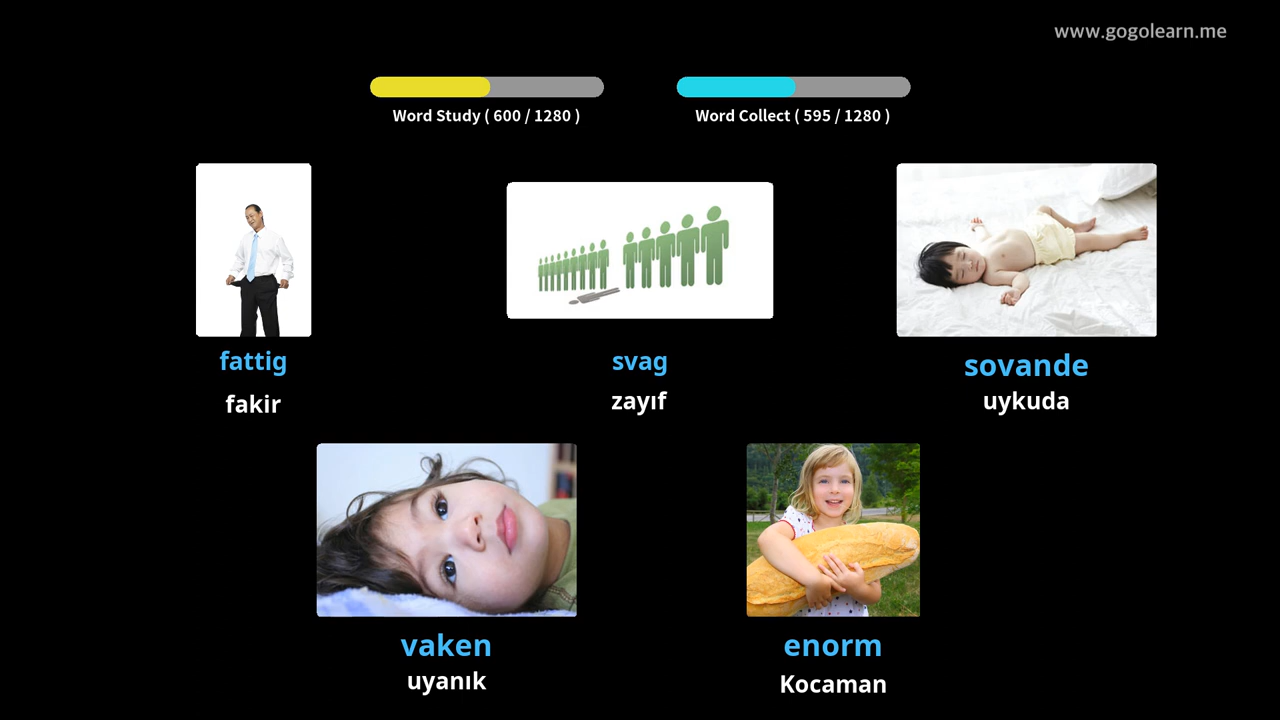 www.gogolearn.me
Word Study ( 600 / 1280 )
Word Collect ( 595 / 1280 )
fattig
fakir
svag
zayıf
sovande
uykuda
vaken
uyanık
enorm
Kocaman